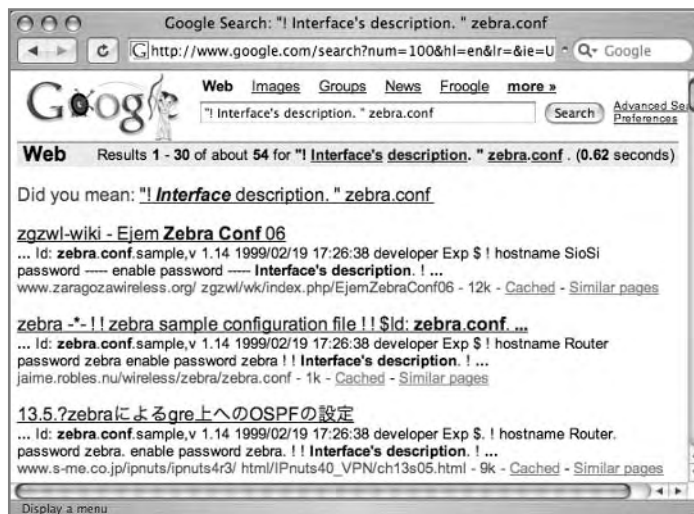 Google Search: "! Interface's description. " zebra.conf
http://www.google.com/search?num=100&hl=en&lr=&ie=U
Google
Google
Web Images Groups News Froogle more »
"! Interface's description. " zebra.conf
Search
Advanced Sea
Preferences
Web Results 1 - 30 of about 54 for "! Interface's description. " zebra.conf . (0.62 seconds)
Did you mean: "! Interface description. " zebra.conf
zgzwl-wiki - Ejem Zebra Conf 06
... Id: zebra.conf.sample,v 1.14 1999/02/19 17:26:38 developer Exp $ ! hostname SioSi
password ----- enable password ----- Interface's description. ! ...
www.zaragozawireless.org/ zgzwl/wk/index.php/EjemZebraConf06 - 12k - Cached - Similar pages
zebra -*- ! ! zebra sample configuration file ! ! $Id: zebra.conf. ...
... Id: zebra.conf.sample,v 1.14 1999/02/19 17:26:38 developer Exp $ ! hostname Router
password zebra enable password zebra ! ! Interface's description. ! ...
jaime.robles.nu/wireless/zebra/zebra.conf - 1k - Cached - Similar pages
13.5.?zebraによるgre上へのOSPFの設定
... Id: zebra.conf.sample,v 1.14 1999/02/19 17:26:38 developer Exp $. ! hostname Router.
password zebra. enable password zebra. ! ! Interface's description. ! ...
www.s-me.co.jp/ipnuts/ipnuts4r3/ html/IPnuts40_VPN/ch13s05.html - 9k - Cached - Similar pages
Display a menu